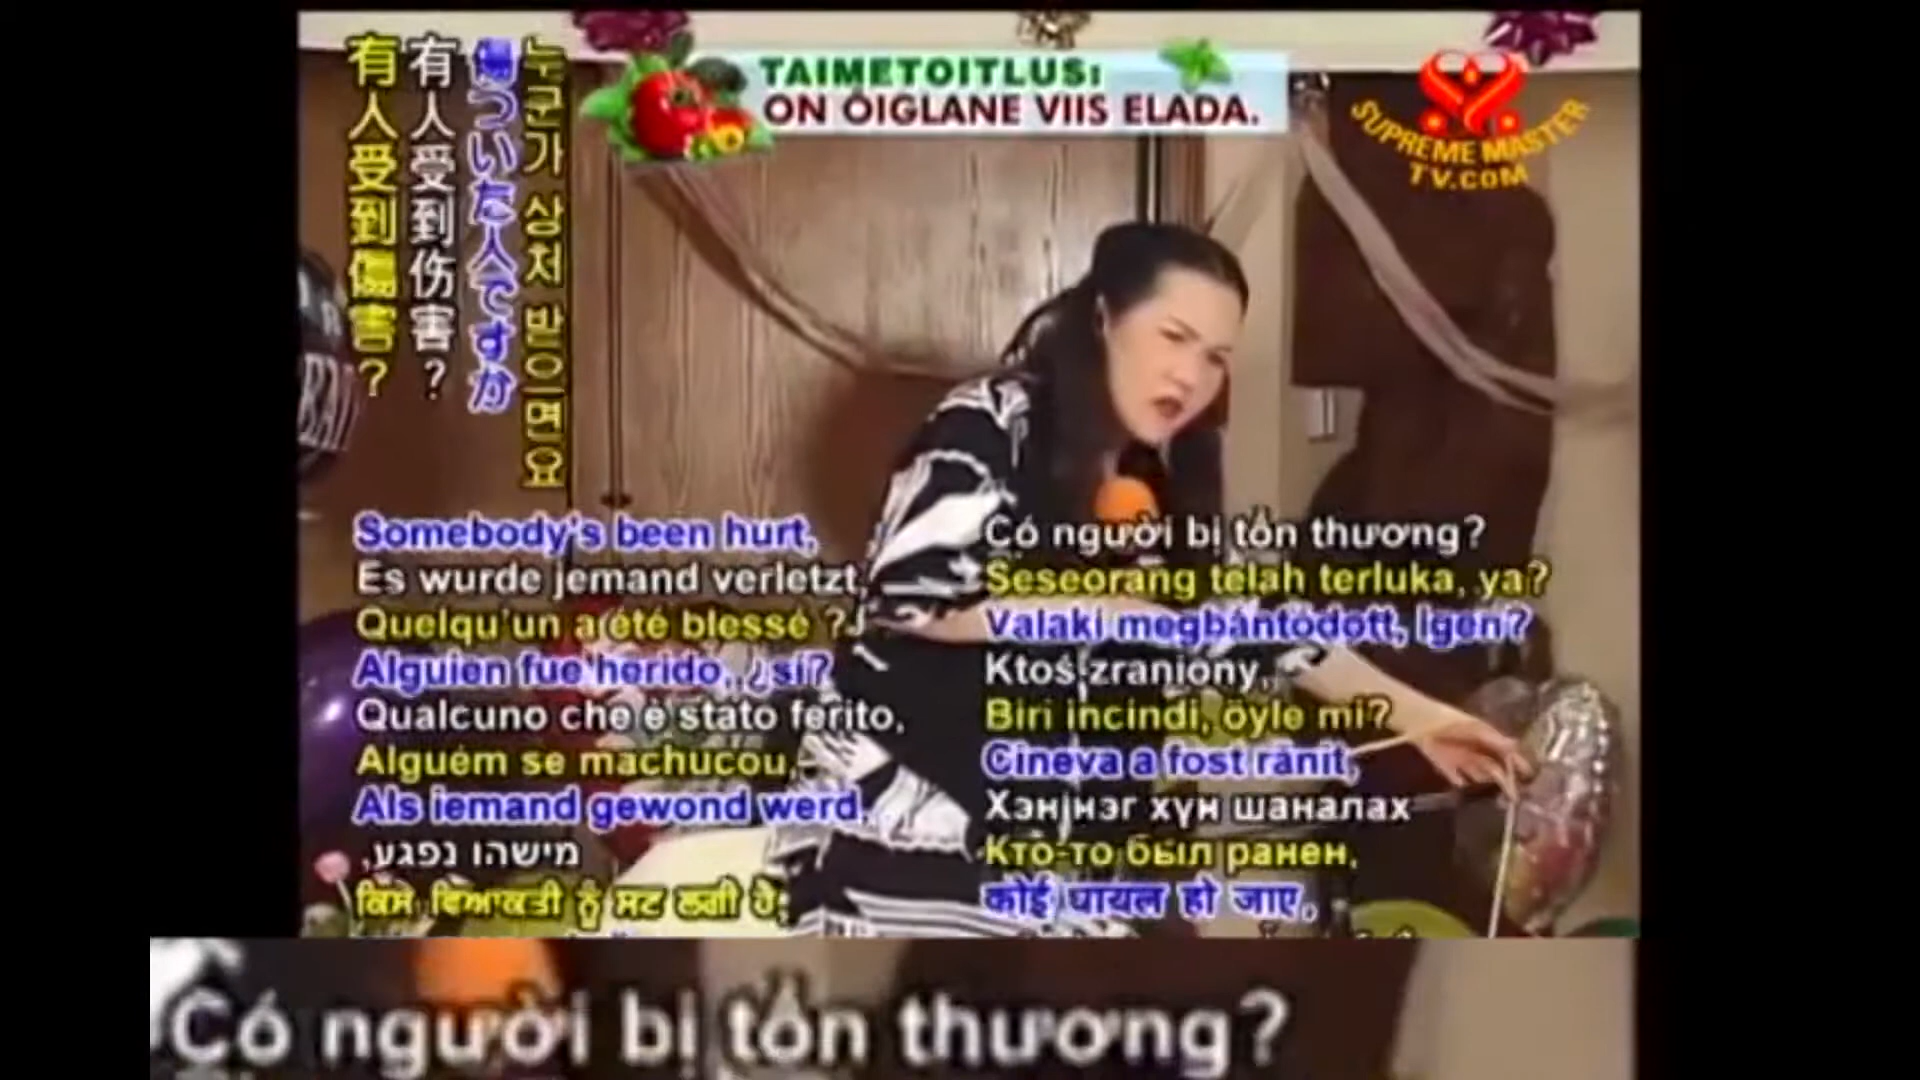 TAIMETOITLUS:
ON ÕIGLANE VIIS ELADA.
SUPREME MASTER
TV.COM
有人受到傷害？
有人受到伤害？
傷ついた人ですか
누군가 상처 받으면요
BAI
Somebody's been hurt,
Es wurde jemand verletzt,
Quelqu'un a été blessé ?
Alguien fue herido, ¿sí?
Qualcuno che è stato ferito,
Alguém se machucou,
Als iemand gewond werd,
מישהו נפגע,
ਕਿਸੇ ਵਿਆਕਤੀ ਨੂੰ ਸਟ ਲਗੀ ਹੈ;
Có người bị tổn thương?
Seseorang telah terluka, ya?
Valaki megbántódott, Igen?
Ktoś zraniony,
Biri incindi, öyle mi?
Cineva a fost rănit,
Хэн нэг хүн шаналах
Кто-то был ранен,
कोई घायल हो जाए,
Có người bị tổn thương?